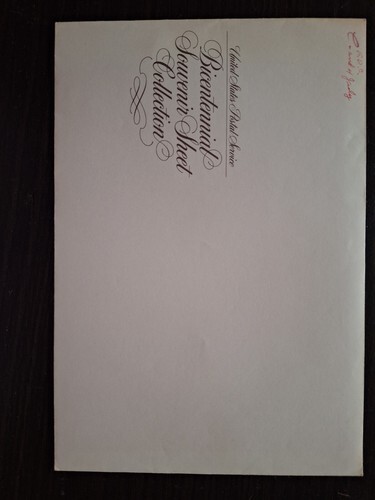 United States Postal Service
Bicentennial
Souvenir Sheet
Collection